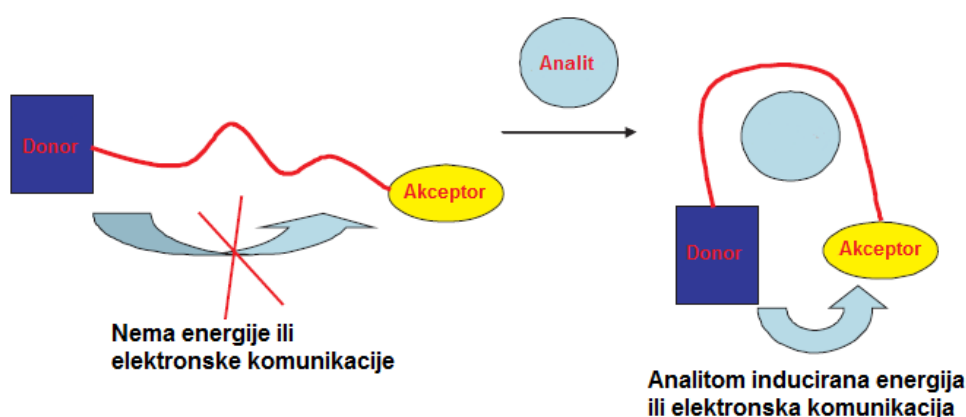 Donor
Akceptor
Nema energije ili
elektronske komunikacije
Analit
Donor
Akceptor
Analitom inducirana energija
ili elektronska komunikacija